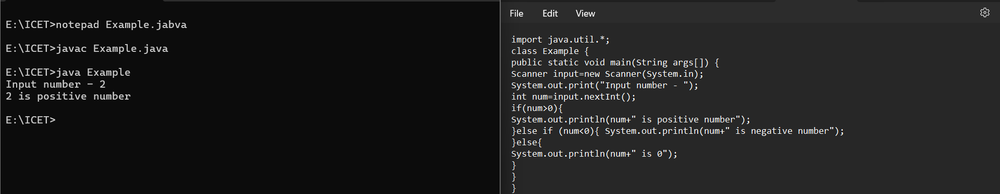 E:\ICET>notepad Example.jabva
E:\ICET>javac Example.java
E:\ICET>java Example
Input number - 2
2 is positive number
E:\ICET>
File Edit View
import java.util.*;
class Example {
public static void main(String args[]) {
Scanner input=new Scanner(System.in);
System.out.print("Input number - ");
int num=input.nextInt();
if(num>0){
System.out.println(num+" is positive number");
}else if (num<0){ System.out.println(num+" is negative number");
}else{
System.out.println(num+" is 0");
}
}
}